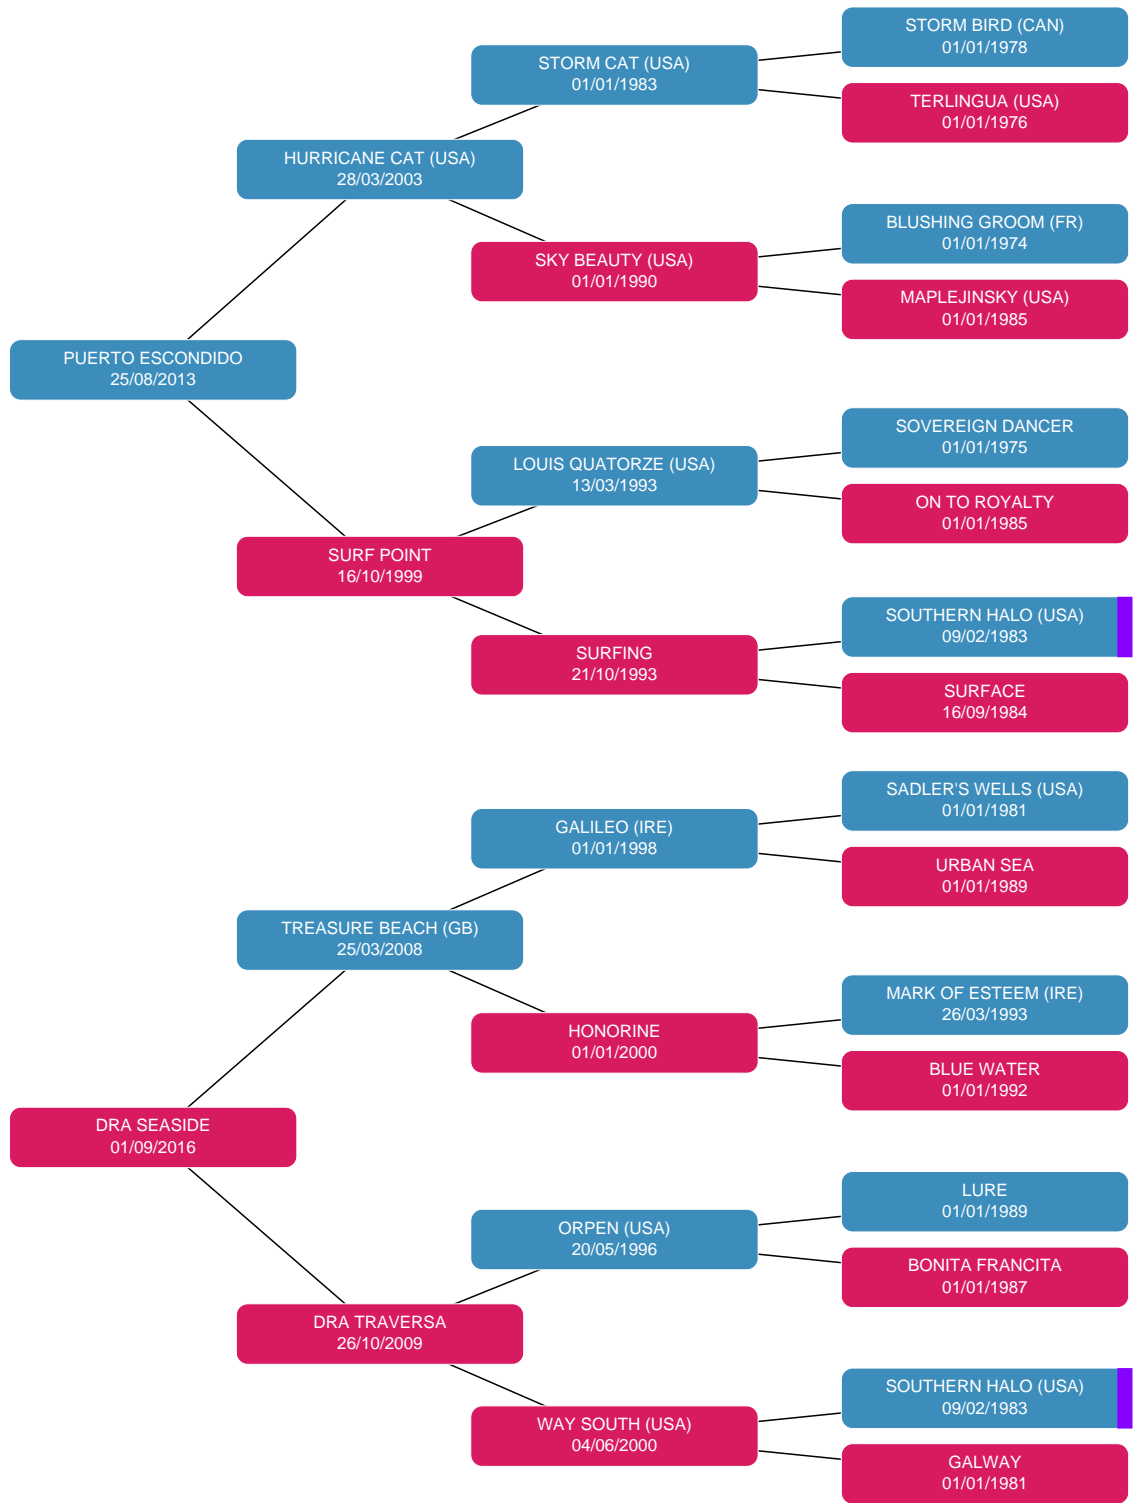 STORM BIRD (CAN)
01/01/1978
STORM CAT (USA)
01/01/1983
TERLINGUA (USA)
01/01/1976
HURRICANE CAT (USA)
28/03/2003
BLUSHING GROOM (FR)
01/01/1974
SKY BEAUTY (USA)
01/01/1990
MAPLEJINSKY (USA)
01/01/1985
PUERTO ESCONDIDO
25/08/2013
SOVEREIGN DANCER
01/01/1975
LOUIS QUATORZE (USA)
13/03/1993
ON TO ROYALTY
01/01/1985
SURF POINT
16/10/1999
SOUTHERN HALO (USA)
09/02/1983
SURFING
21/10/1993
SURFACE
16/09/1984
SADLER'S WELLS (USA)
01/01/1981
GALILEO (IRE)
01/01/1998
URBAN SEA
01/01/1989
TREASURE BEACH (GB)
25/03/2008
MARK OF ESTEEM (IRE)
26/03/1993
HONORINE
01/01/2000
BLUE WATER
01/01/1992
DRA SEASIDE
01/09/2016
LURE
01/01/1989
ORPEN (USA)
20/05/1996
BONITA FRANCITA
01/01/1987
DRA TRAVERSA
26/10/2009
SOUTHERN HALO (USA)
09/02/1983
WAY SOUTH (USA)
04/06/2000
GALWAY
01/01/1981